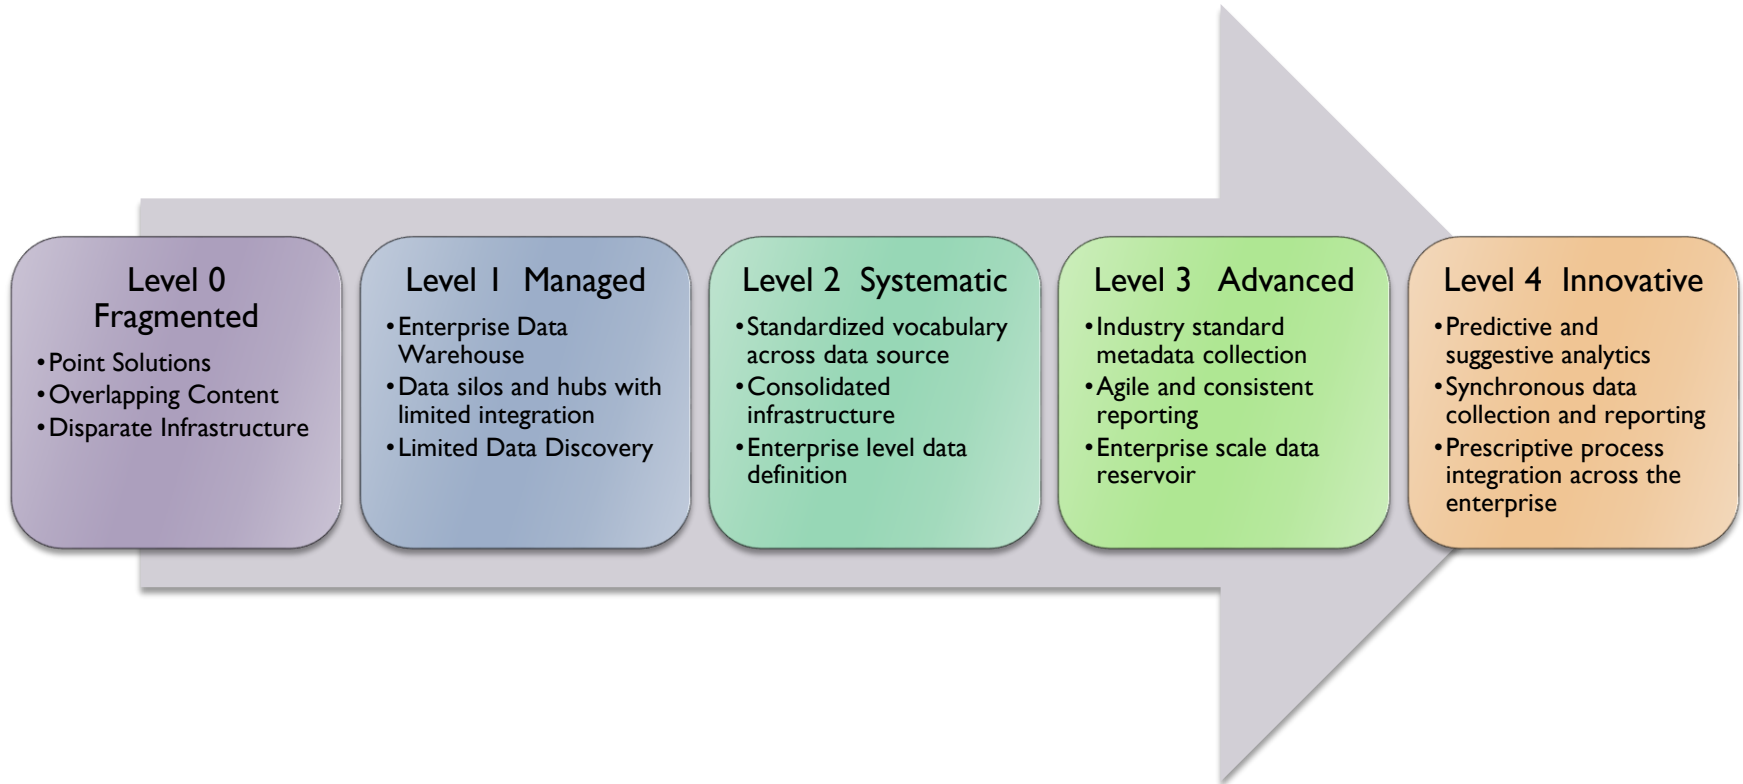 Level 0
Fragmented
•Point Solutions
•Overlapping Content
•Disparate Infrastructure
Level 1 Managed
•Enterprise Data
Warehouse
•Data silos and hubs with
limited integration
•Limited Data Discovery
Level 2 Systematic
•Standardized vocabulary
across data source
•Consolidated
infrastructure
•Enterprise level data
definition
Level 3 Advanced
•Industry standard
metadata collection
•Agile and consistent
reporting
•Enterprise scale data
reservoir
Level 4 Innovative
•Predictive and
suggestive analytics
•Synchronous data
collection and reporting
•Prescriptive process
integration across the
enterprise